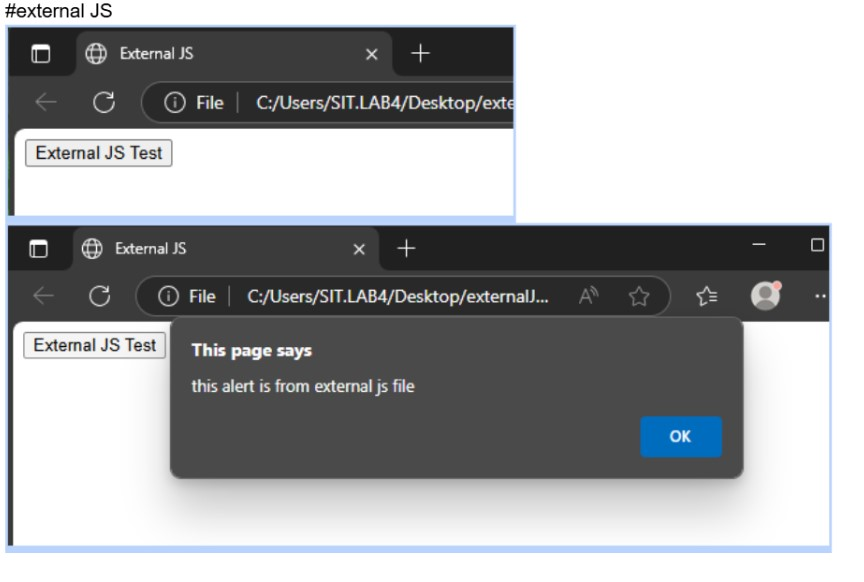 #external JS
External JS
File C:/Users/SIT.LAB4/Desktop/exte
External JS Test
External JS
File C:/Users/SIT.LAB4/Desktop/externalJ...
External JS Test
This page says
this alert is from external js file
OK